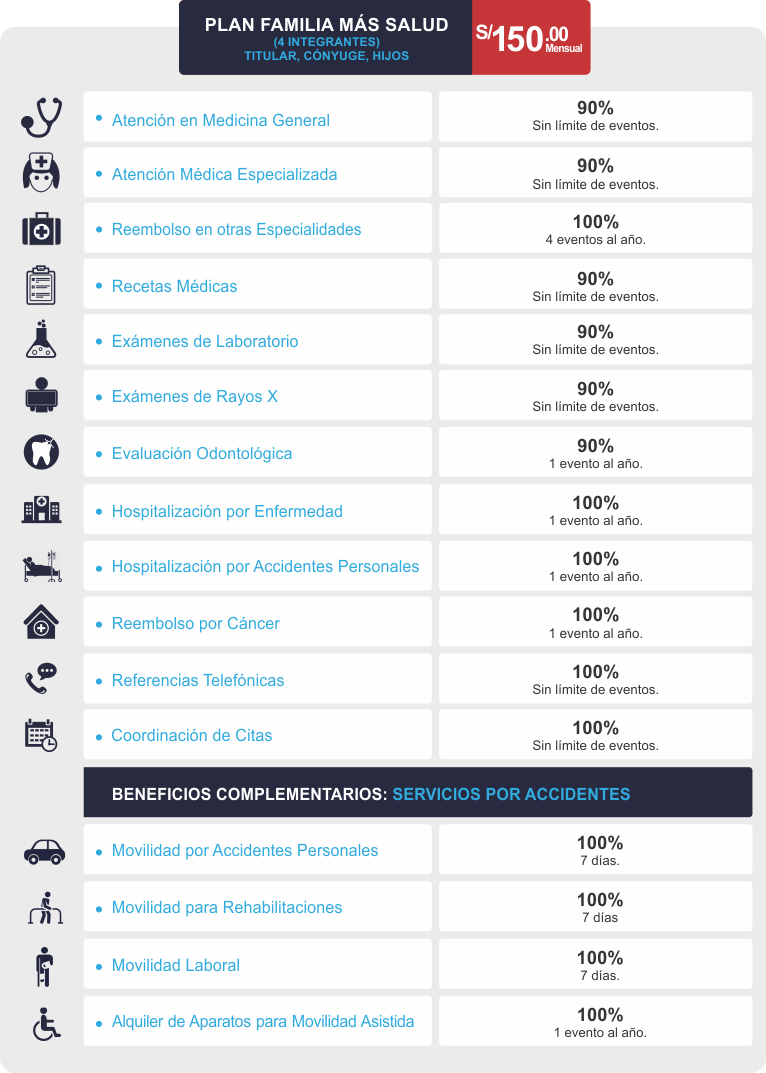 PLAN FAMILIA MÁS SALUD
(4 INTEGRANTES)
TITULAR, CÓNYUGE, HIJOS
S/150.00
Mensual
• Atención en Medicina General
90%
Sin límite de eventos.
• Atención Médica Especializada
90%
Sin límite de eventos.
• Reembolso en otras Especialidades
100%
4 eventos al año.
• Recetas Médicas
90%
Sin límite de eventos.
• Exámenes de Laboratorio
90%
Sin límite de eventos.
• Exámenes de Rayos X
90%
Sin límite de eventos.
• Evaluación Odontológica
90%
1 evento al año.
• Hospitalización por Enfermedad
100%
1 evento al año.
• Hospitalización por Accidentes Personales
100%
1 evento al año.
• Reembolso por Cáncer
100%
1 evento al año.
• Referencias Telefónicas
100%
Sin límite de eventos.
• Coordinación de Citas
100%
Sin límite de eventos.
BENEFICIOS COMPLEMENTARIOS: SERVICIOS POR ACCIDENTES
• Movilidad por Accidentes Personales
100%
7 días.
• Movilidad para Rehabilitaciones
100%
7 días
• Movilidad Laboral
100%
7 días.
• Alquiler de Aparatos para Movilidad Asistida
100%
1 evento al año.